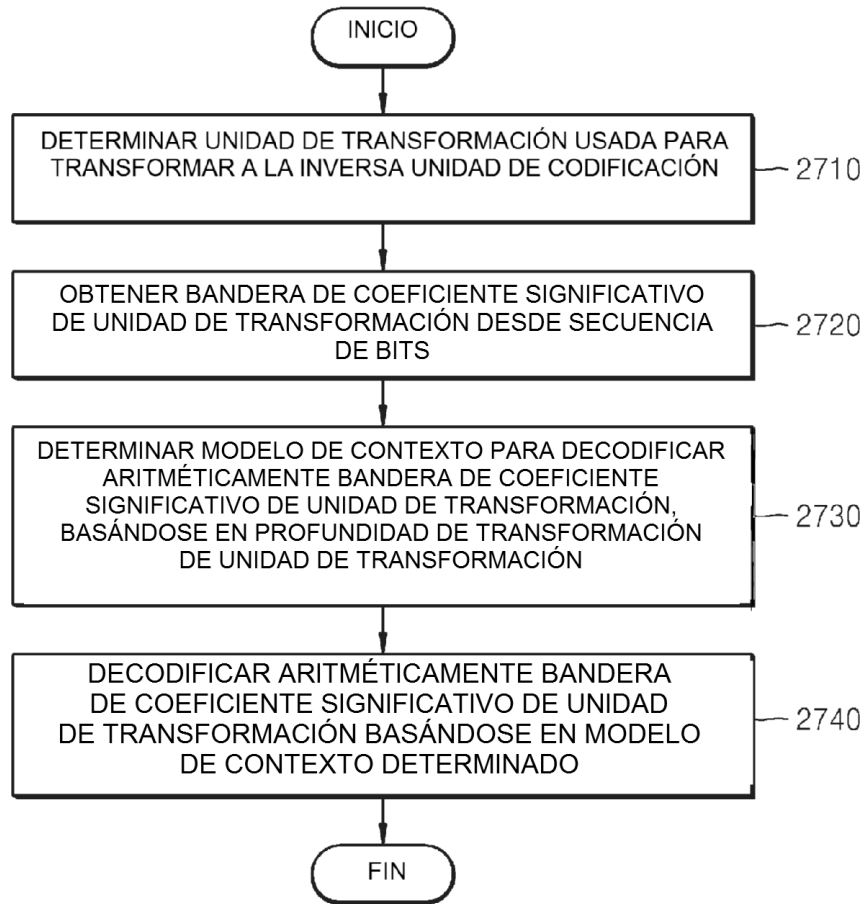 INICIO
DETERMINAR UNIDAD DE TRANSFORMACIÓN USADA PARA
TRANSFORMAR A LA INVERSA UNIDAD DE CODIFICACIÓN
2710
OBTENER BANDERA DE COEFICIENTE SIGNIFICATIVO
DE UNIDAD DE TRANSFORMACIÓN DESDE SECUENCIA
DE BITS
2720
DETERMINAR MODELO DE CONTEXTO PARA DECODIFICAR
ARITMÉTICAMENTE BANDERA DE COEFICIENTE
SIGNIFICATIVO DE UNIDAD DE TRANSFORMACIÓN,
BASÁNDOSE EN PROFUNDIDAD DE TRANSFORMACIÓN
DE UNIDAD DE TRANSFORMACIÓN
2730
DECODIFICAR ARITMÉTICAMENTE BANDERA
DE COEFICIENTE SIGNIFICATIVO DE UNIDAD
DE TRANSFORMACIÓN BASÁNDOSE EN MODELO
DE CONTEXTO DETERMINADO
2740
FIN